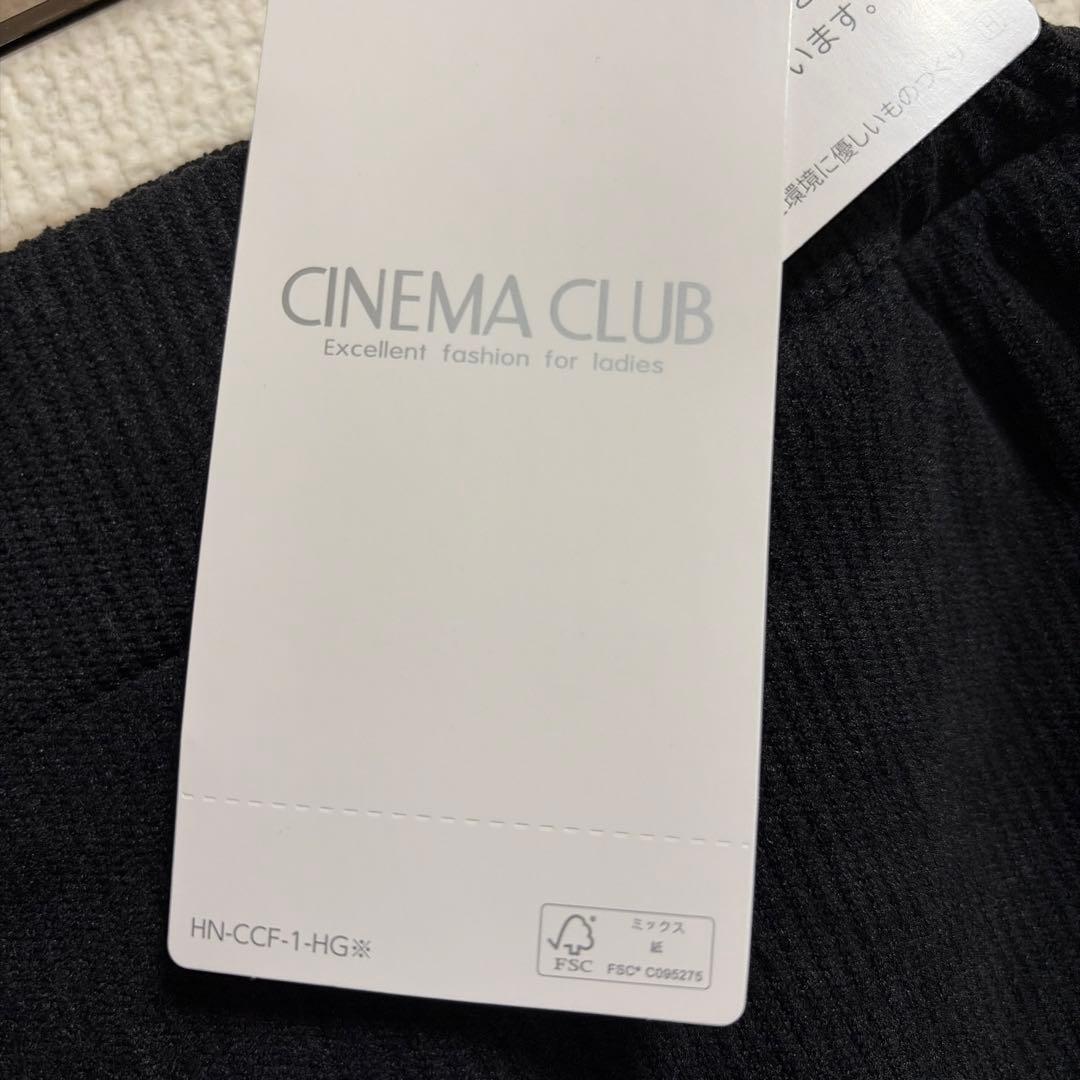 います。
環境に優しいものづくり
CINEMA CLUB
Excellent fashion for ladies
HN-CCF-1-HG※
FSC
ミックス
紙
FSC® C095275